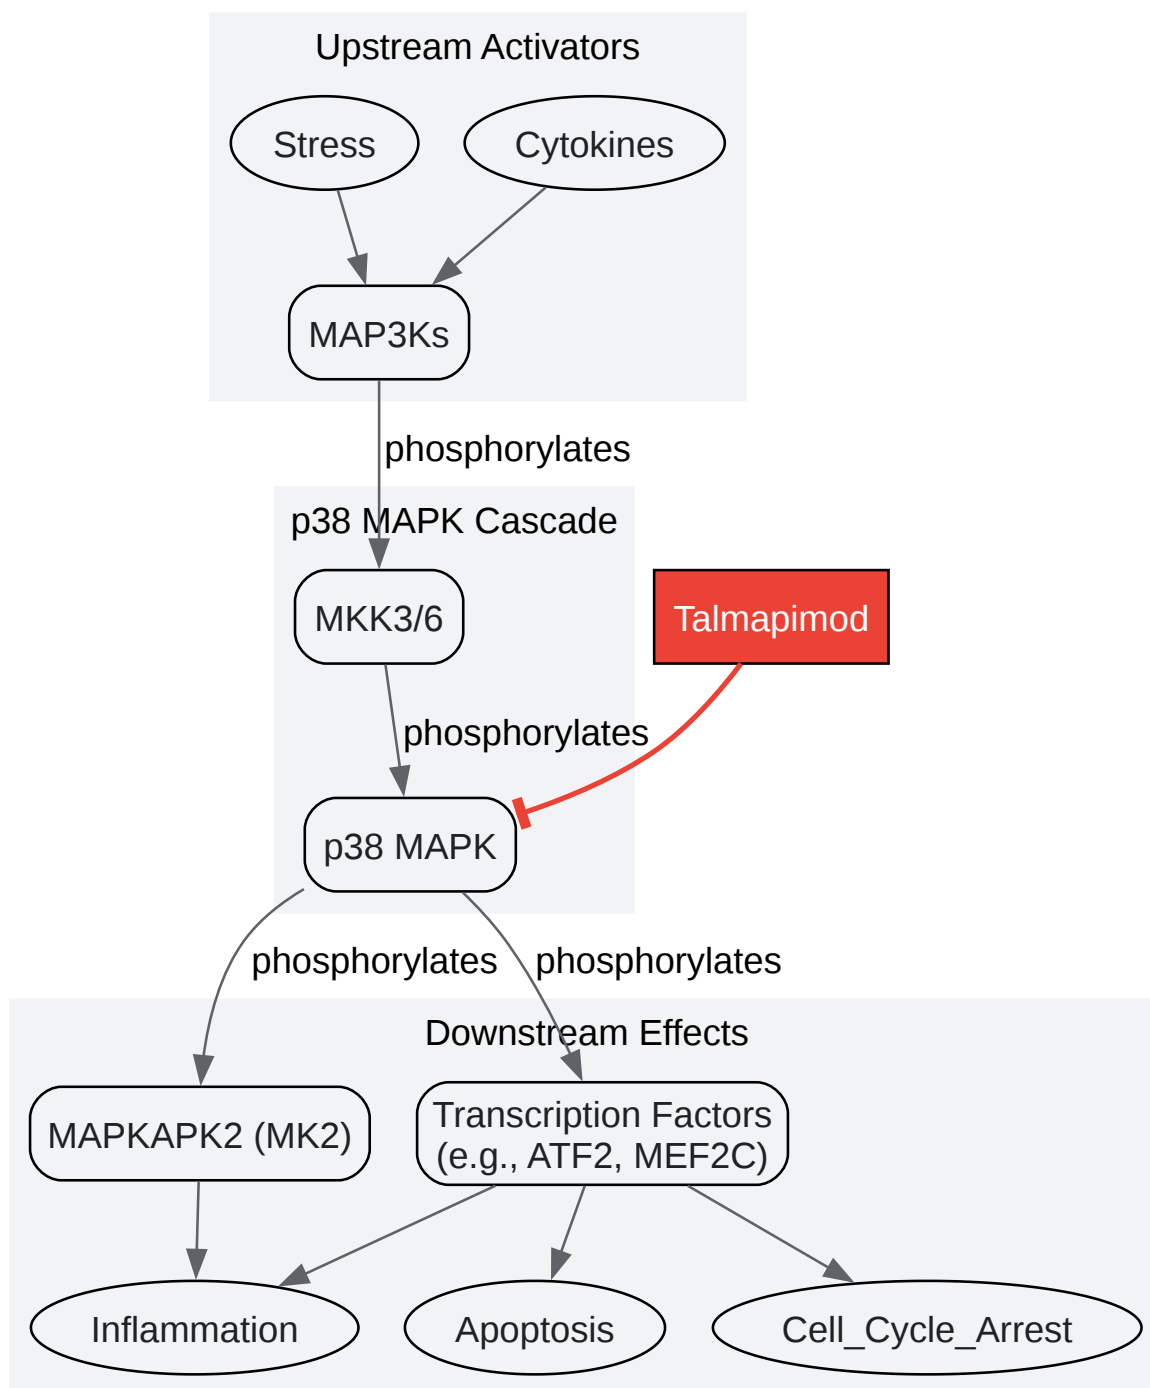 Upstream Activators
Stress
Cytokines
MAP3Ks
phosphorylates
p38 MAPK Cascade
MKK3/6
Talmapimod
phosphorylates
p38 MAPK
phosphorylates
phosphorylates
Downstream Effects
MAPKAPK2 (MK2)
Transcription Factors
(e.g., ATF2, MEF2C)
Inflammation
Apoptosis
Cell_Cycle_Arrest